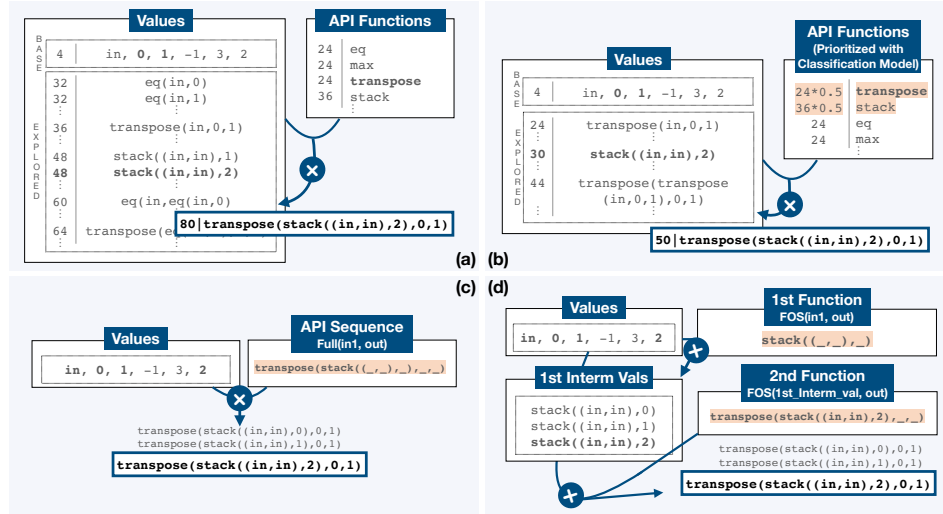 Values
BASE
4 | in, 0, 1, -1, 3, 2
EXPLORED
32 eq(in,0)
32 eq(in,1)
⋮ ⋮
36 transpose(in,0,1)
⋮ ⋮
48 stack((in,in),1)
48 stack((in,in),2)
⋮ ⋮
60 eq(in,eq(in,0)
⋮ ⋮
64
⋮
API Functions
24 eq
24 max
24 transpose
36 stack
⋮ ⋮
×
80|transpose(stack((in,in),2),0,1)
(a)
Values
BASE
4 | in, 0, 1, -1, 3, 2
EXPLORED
24 transpose(in,0,1)
⋮ ⋮
30 stack((in,in),2)
⋮ ⋮
44 transpose(transpose
(in,0,1),0,1)
⋮ ⋮
API Functions
(Prioritized with
Classification Model)
24*0.5 transpose
36*0.5 stack
24 eq
24 max
⋮
×
50|transpose(stack((in,in),2),0,1)
(b)
(c)
Values
in, 0, 1, -1, 3, 2
API Sequence
Full(in1, out)
transpose(stack((_,_),_),_,_)
×
transpose(stack((in,in),0),0,1)
transpose(stack((in,in),1),0,1)
transpose(stack((in,in),2),0,1)
(d)
Values
in, 0, 1, -1, 3, 2
1st Function
FOS(in1, out)
stack((_,_),_)
+
1st Interm Vals
stack((in,in),0)
stack((in,in),1)
stack((in,in),2)
2nd Function
FOS(1st_Interm_val, out)
transpose(stack((in,in),2),_,_)
+
transpose(stack((in,in),0),0,1)
transpose(stack((in,in),1),0,1)
transpose(stack((in,in),2),0,1)